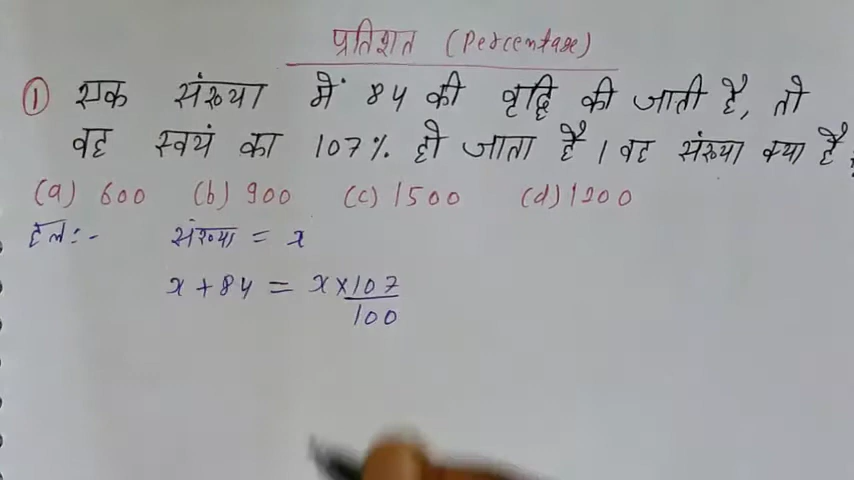 प्रतिशत (Percentage)
① एक संख्या में 84 की वृद्धि की जाती है, तो
वह स्वयं का 107% हो जाता है। वह संख्या क्या है
(a) 600 (b) 900 (c) 1500 (d) 1200
हल:- संख्या = x
x + 84 = x × 107
100